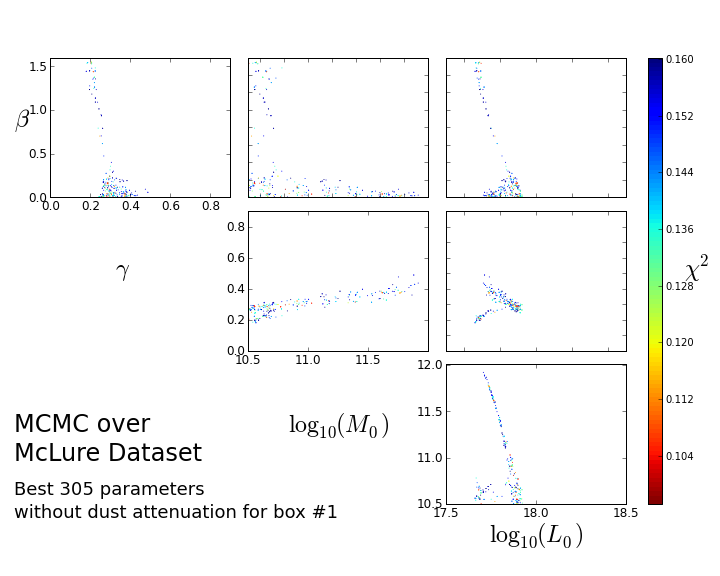 1.5
1.0
0.5
0.0
β
0.0 0.2 0.4 0.6 0.8
γ
0.8
0.6
0.4
0.2
0.0
10.5 11.0 11.5
log10(M0)
12.0
11.5
11.0
10.5
17.5 18.0 18.5
log10(L0)
0.160
0.152
0.144
0.136
χ²
0.128
0.120
0.112
0.104
MCMC over
McLure Dataset
Best 305 parameters
without dust attenuation for box #1